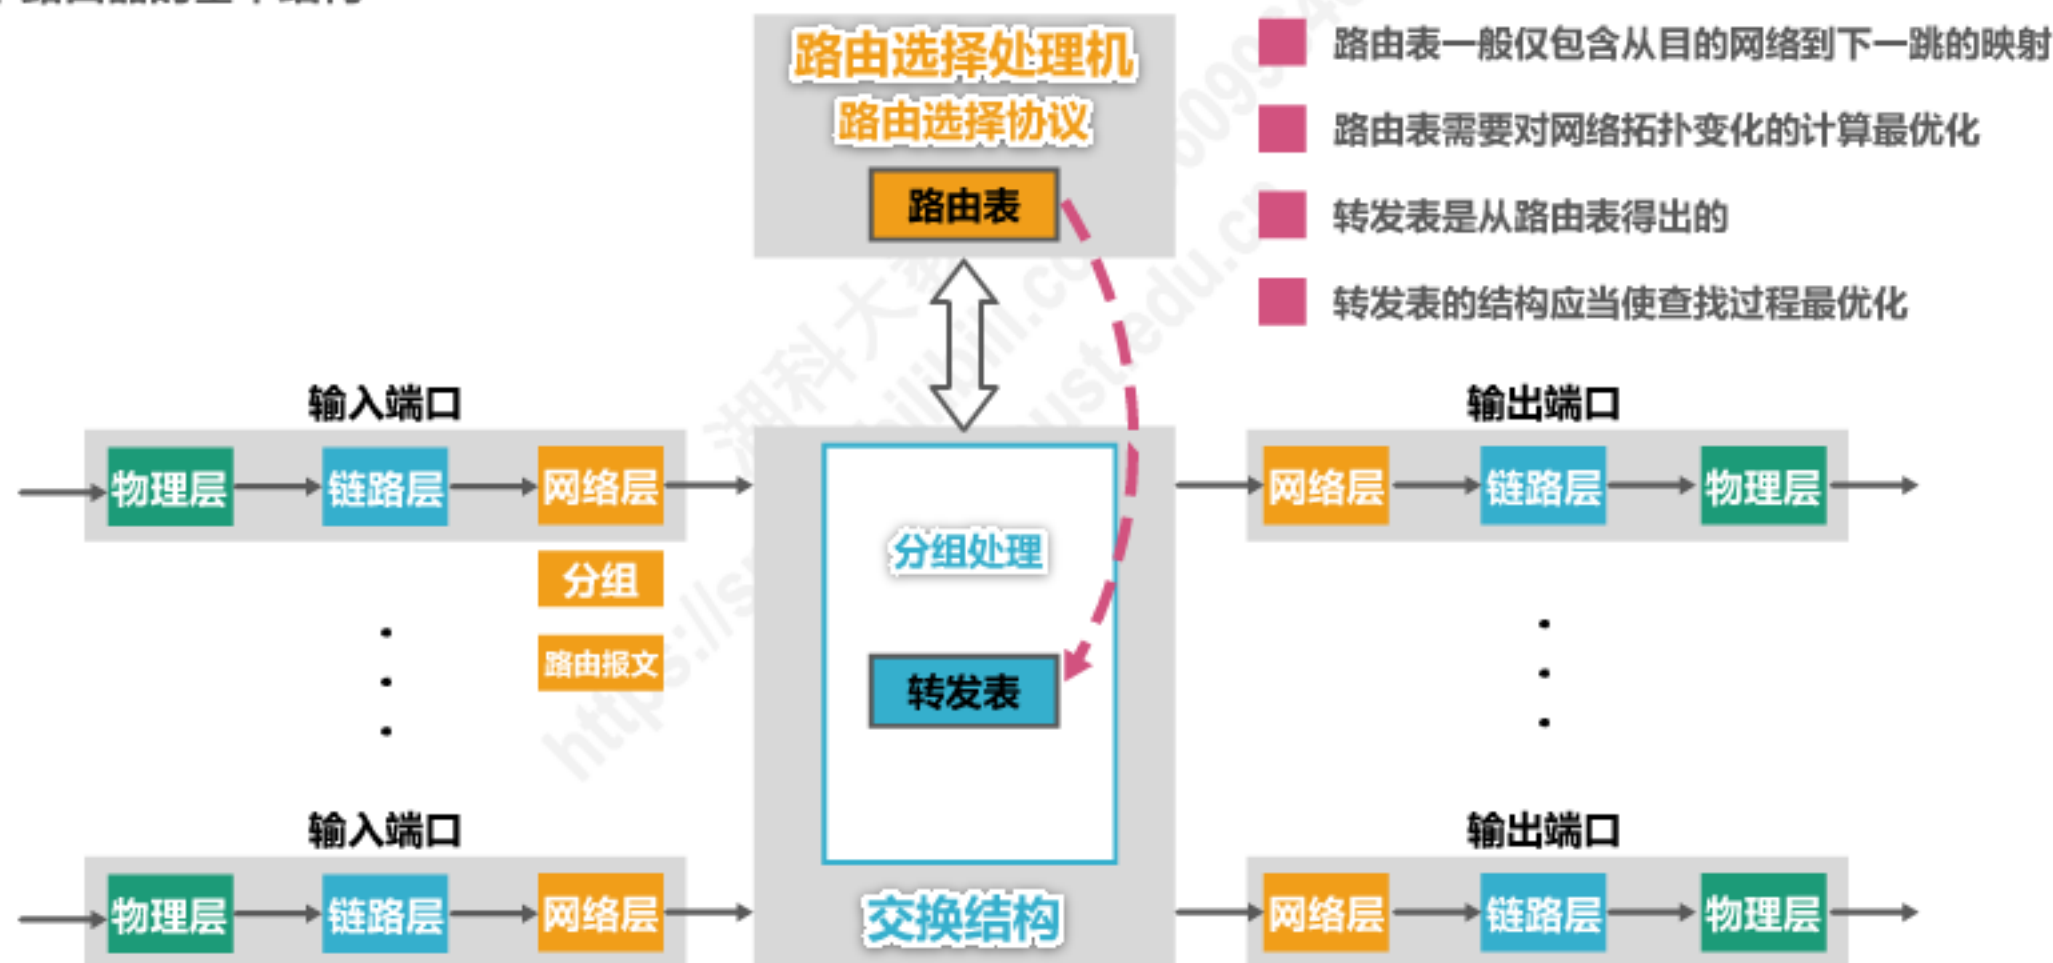 路由选择处理机
路由选择协议
路由表
路由表一般仅包含从目的网络到下一跳的映射
路由表需要对网络拓扑变化的计算最优化
转发表是从路由表得出的
转发表的结构应当使查找过程最优化
输入端口
物理层
链路层
网络层
分组
路由报文
分组处理
转发表
交换结构
输出端口
网络层
链路层
物理层
输入端口
物理层
链路层
网络层
输出端口
网络层
链路层
物理层